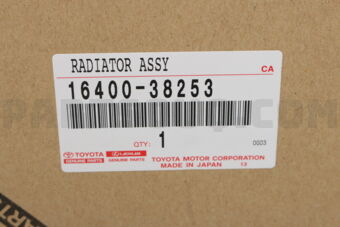 RADIATOR ASSY
CA
16400-38253
QTY: 1
0003
TOYOTA
GENUINE PARTS
LEXUS
GENUINE PARTS
TOYOTA MOTOR CORPORATION
MADE IN JAPAN 13